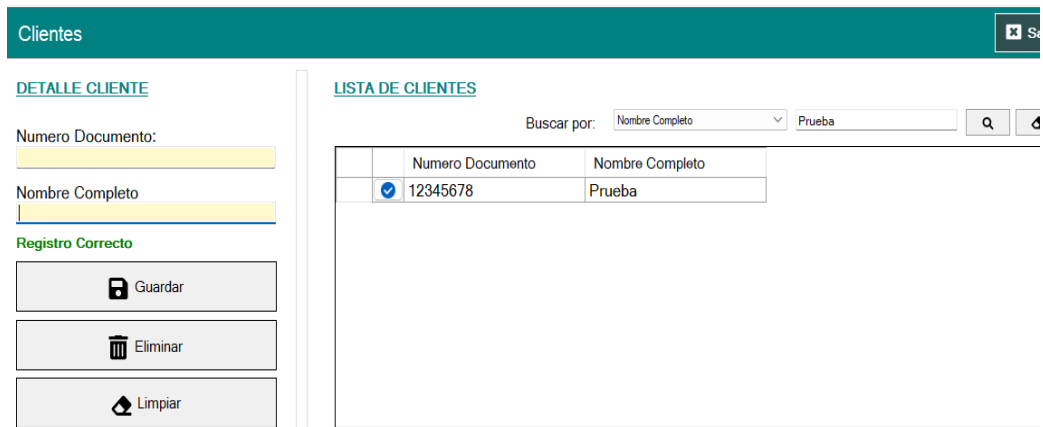 Clientes
DETALLE CLIENTE
Numero Documento:
Nombre Completo
Registro Correcto
Guardar
Eliminar
Limpiar
LISTA DE CLIENTES
Buscar por: Nombre Completo Prueba
Numero Documento Nombre Completo
12345678 Prueba